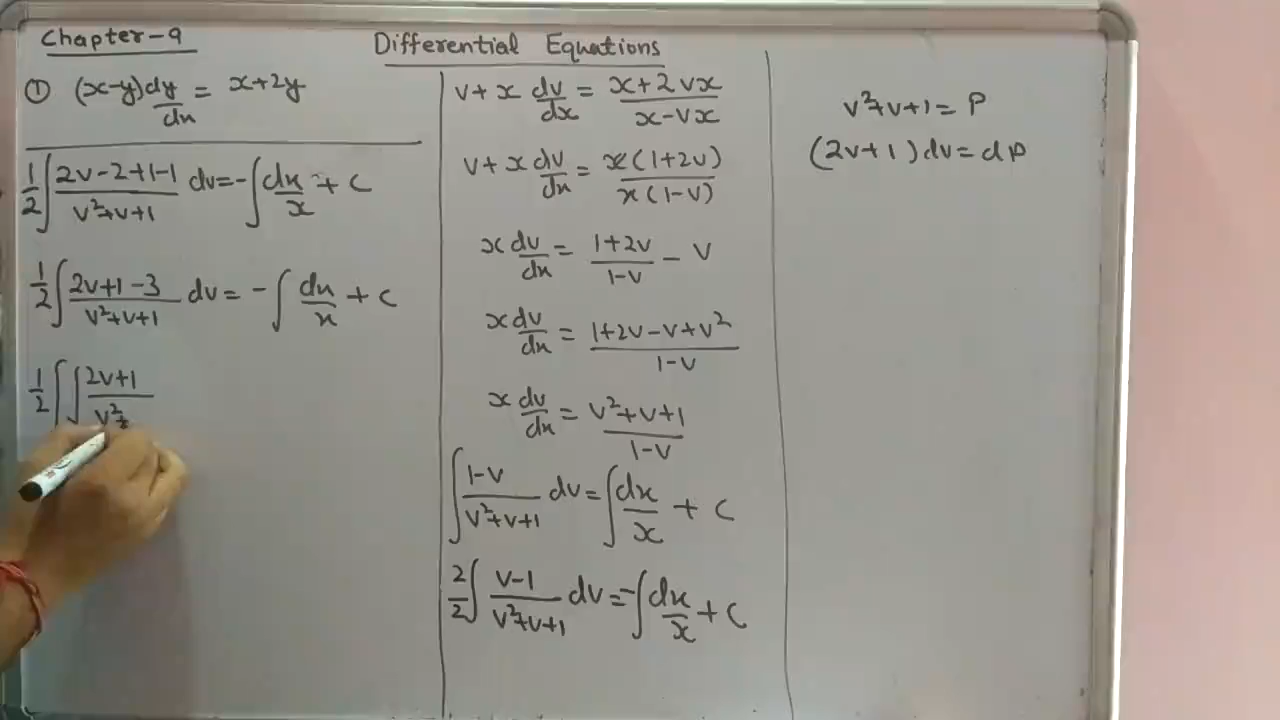 Chapter-9
Differential Equations
① (x-y)dy/dx = x+2y
1/2 ∫ (2v-2+1-1)/(v²+v+1) dv = -∫ dx/x + C
1/2 ∫ (2v+1-3)/(v²+v+1) dv = -∫ dx/x + C
1/2 ∫ ∫ (2v+1)/(v²+
v + x dv/dx = (x+2vx)/(x-vx)
v + x dv/dx = x(1+2v)/x(1-v)
x dv/dx = (1+2v)/(1-v) - v
x dv/dx = (1+2v-v+v²)/(1-v)
x dv/dx = (v²+v+1)/(1-v)
∫ (1-v)/(v²+v+1) dv = ∫ dx/x + C
2/2 ∫ (v-1)/(v²+v+1) dv = -∫ dx/x + C
v²+v+1 = P
(2v+1)dv = dp